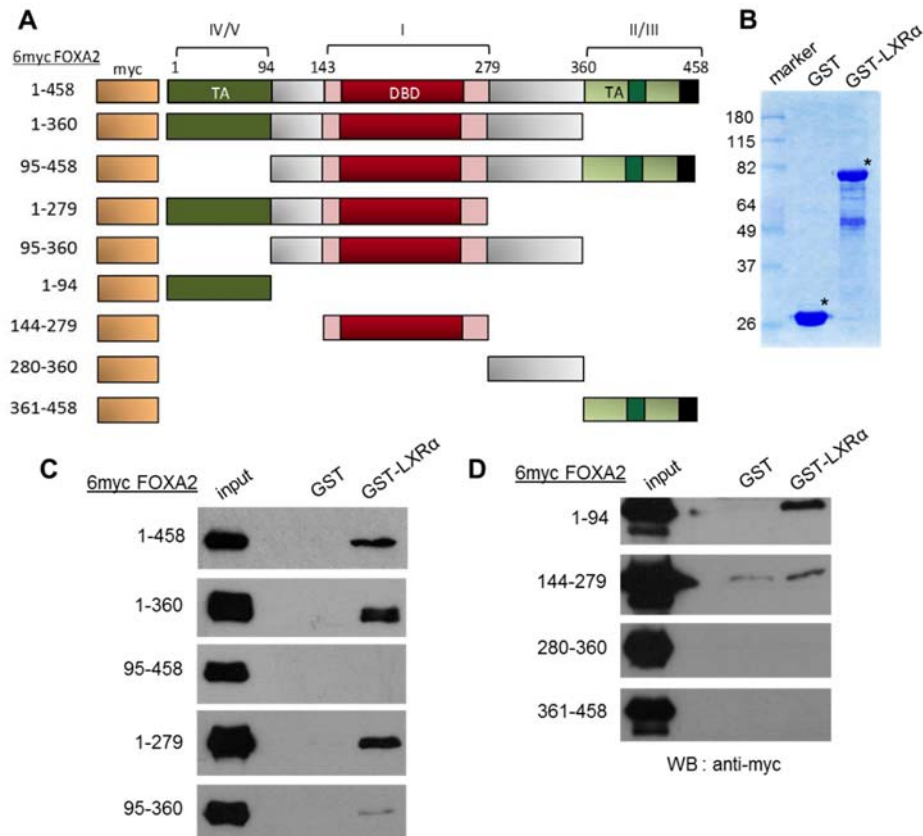 A
IV/V
I
II/III
6myc FOXA2
myc
1
94
143
279
360
458
1-458
TA
DBD
TA
1-360
95-458
1-279
95-360
1-94
144-279
280-360
361-458
B
marker
GST
GST-LXRα
180
115
82
64
49
37
26
*
*
C
6myc FOXA2
input
GST
GST-LXRα
1-458
1-360
95-458
1-279
95-360
D
6myc FOXA2
input
GST
GST-LXRα
1-94
144-279
280-360
361-458
WB : anti-myc